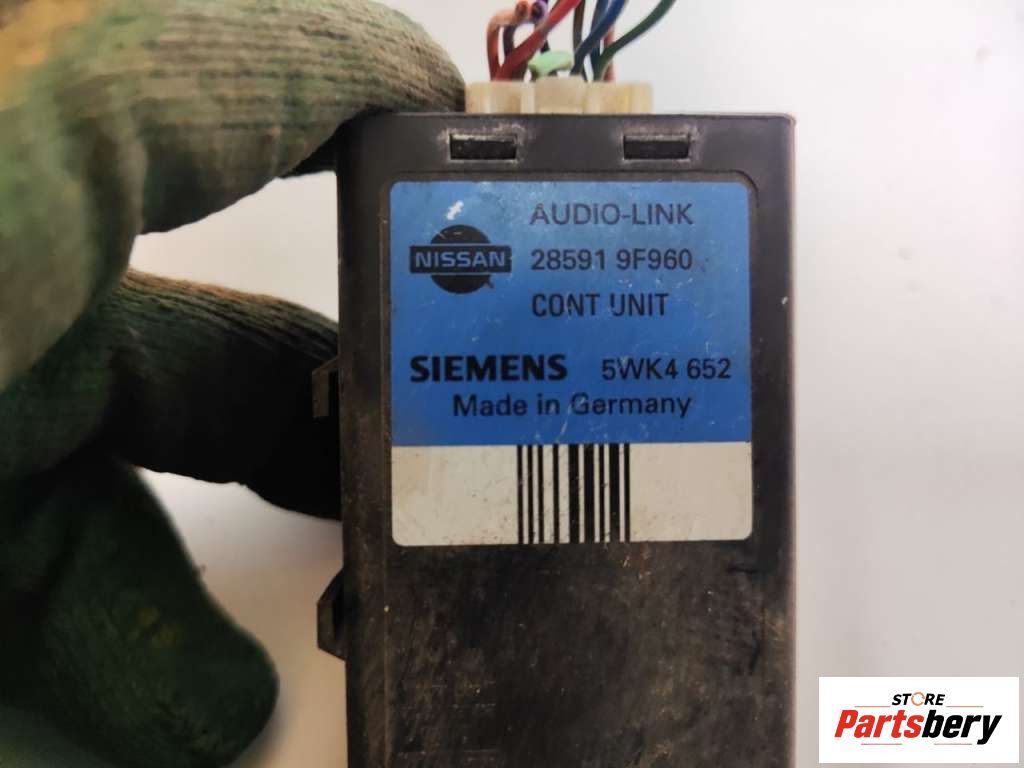 AUDIO-LINK
NISSAN 28591 9F960
CONT UNIT
SIEMENS 5WK4 652
Made in Germany
STORE
Partsbery